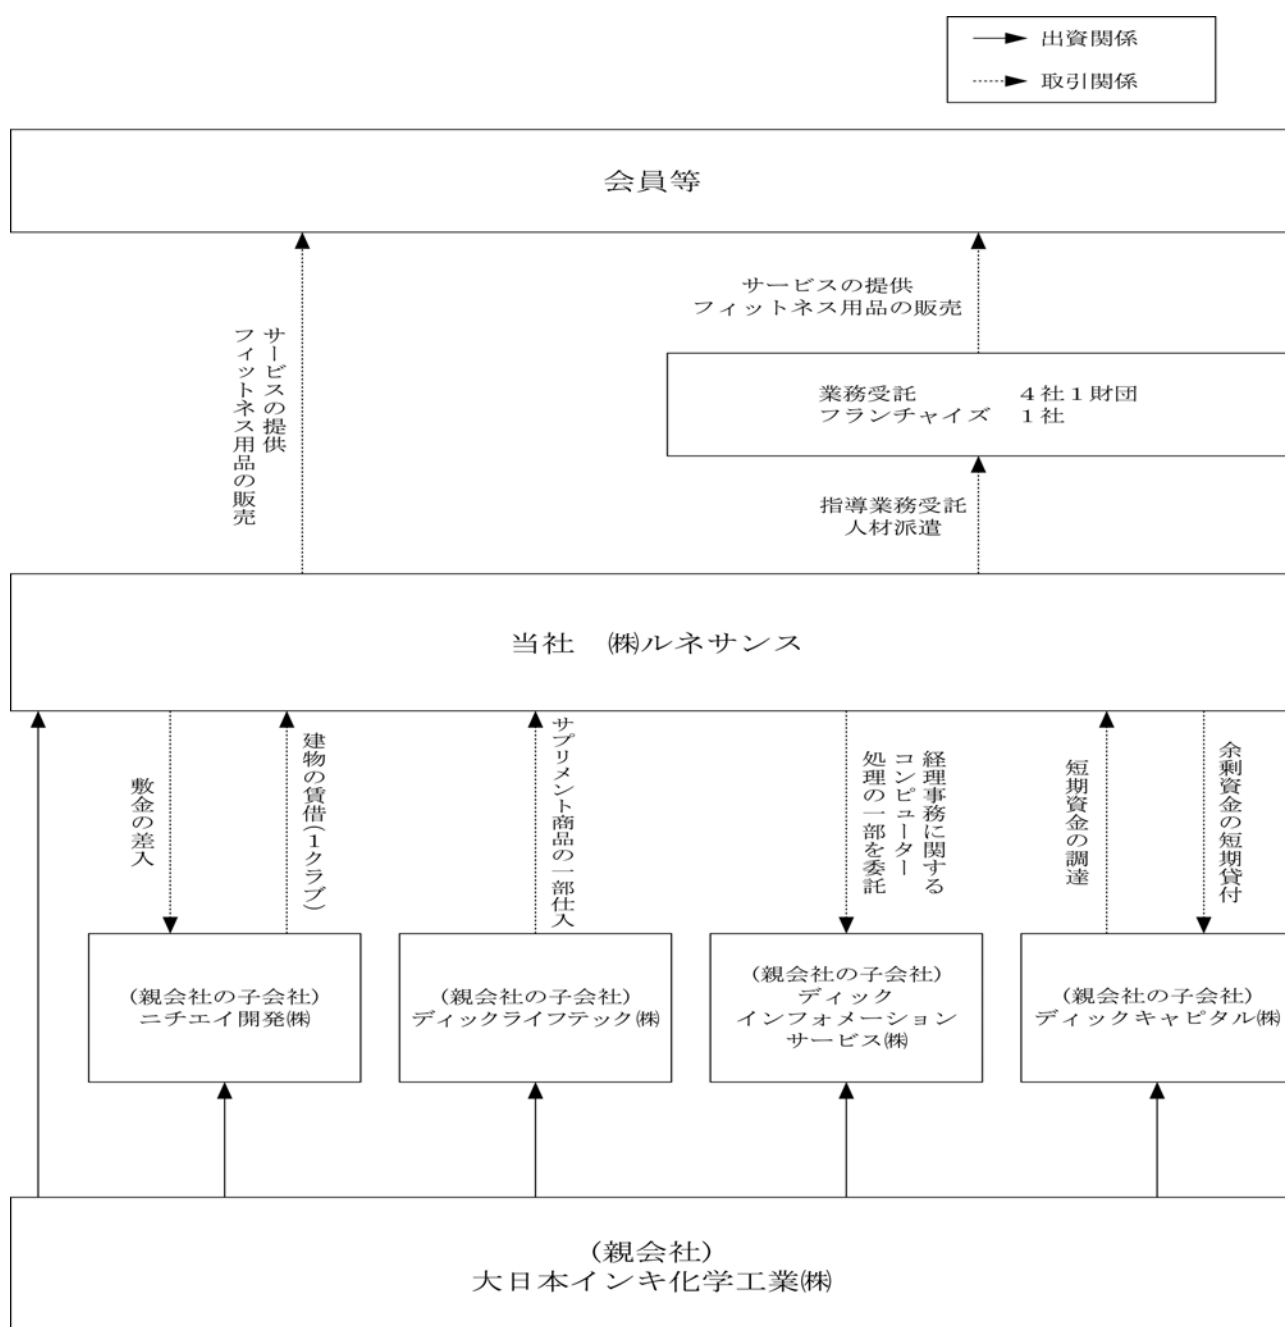 出資関係
取引関係
会員等
サービスの提供
フィットネス用品の販売
サービスの提供
フィットネス用品の販売
業務受託 4社1財団
フランチャイズ 1社
指導業務受託
人材派遣
当社 ㈱ルネサンス
敷金の差入
建物の賃借(1クラブ)
サプリメント商品の一部仕入
経理事務に関する
コンピューター
処理の一部を委託
短期資金の調達
余剰資金の短期貸付
(親会社の子会社)
ニチエイ開発㈱
(親会社の子会社)
ディックライフテック㈱
(親会社の子会社)
ディック
インフォメーション
サービス㈱
(親会社の子会社)
ディックキャピタル㈱
(親会社)
大日本インキ化学工業㈱